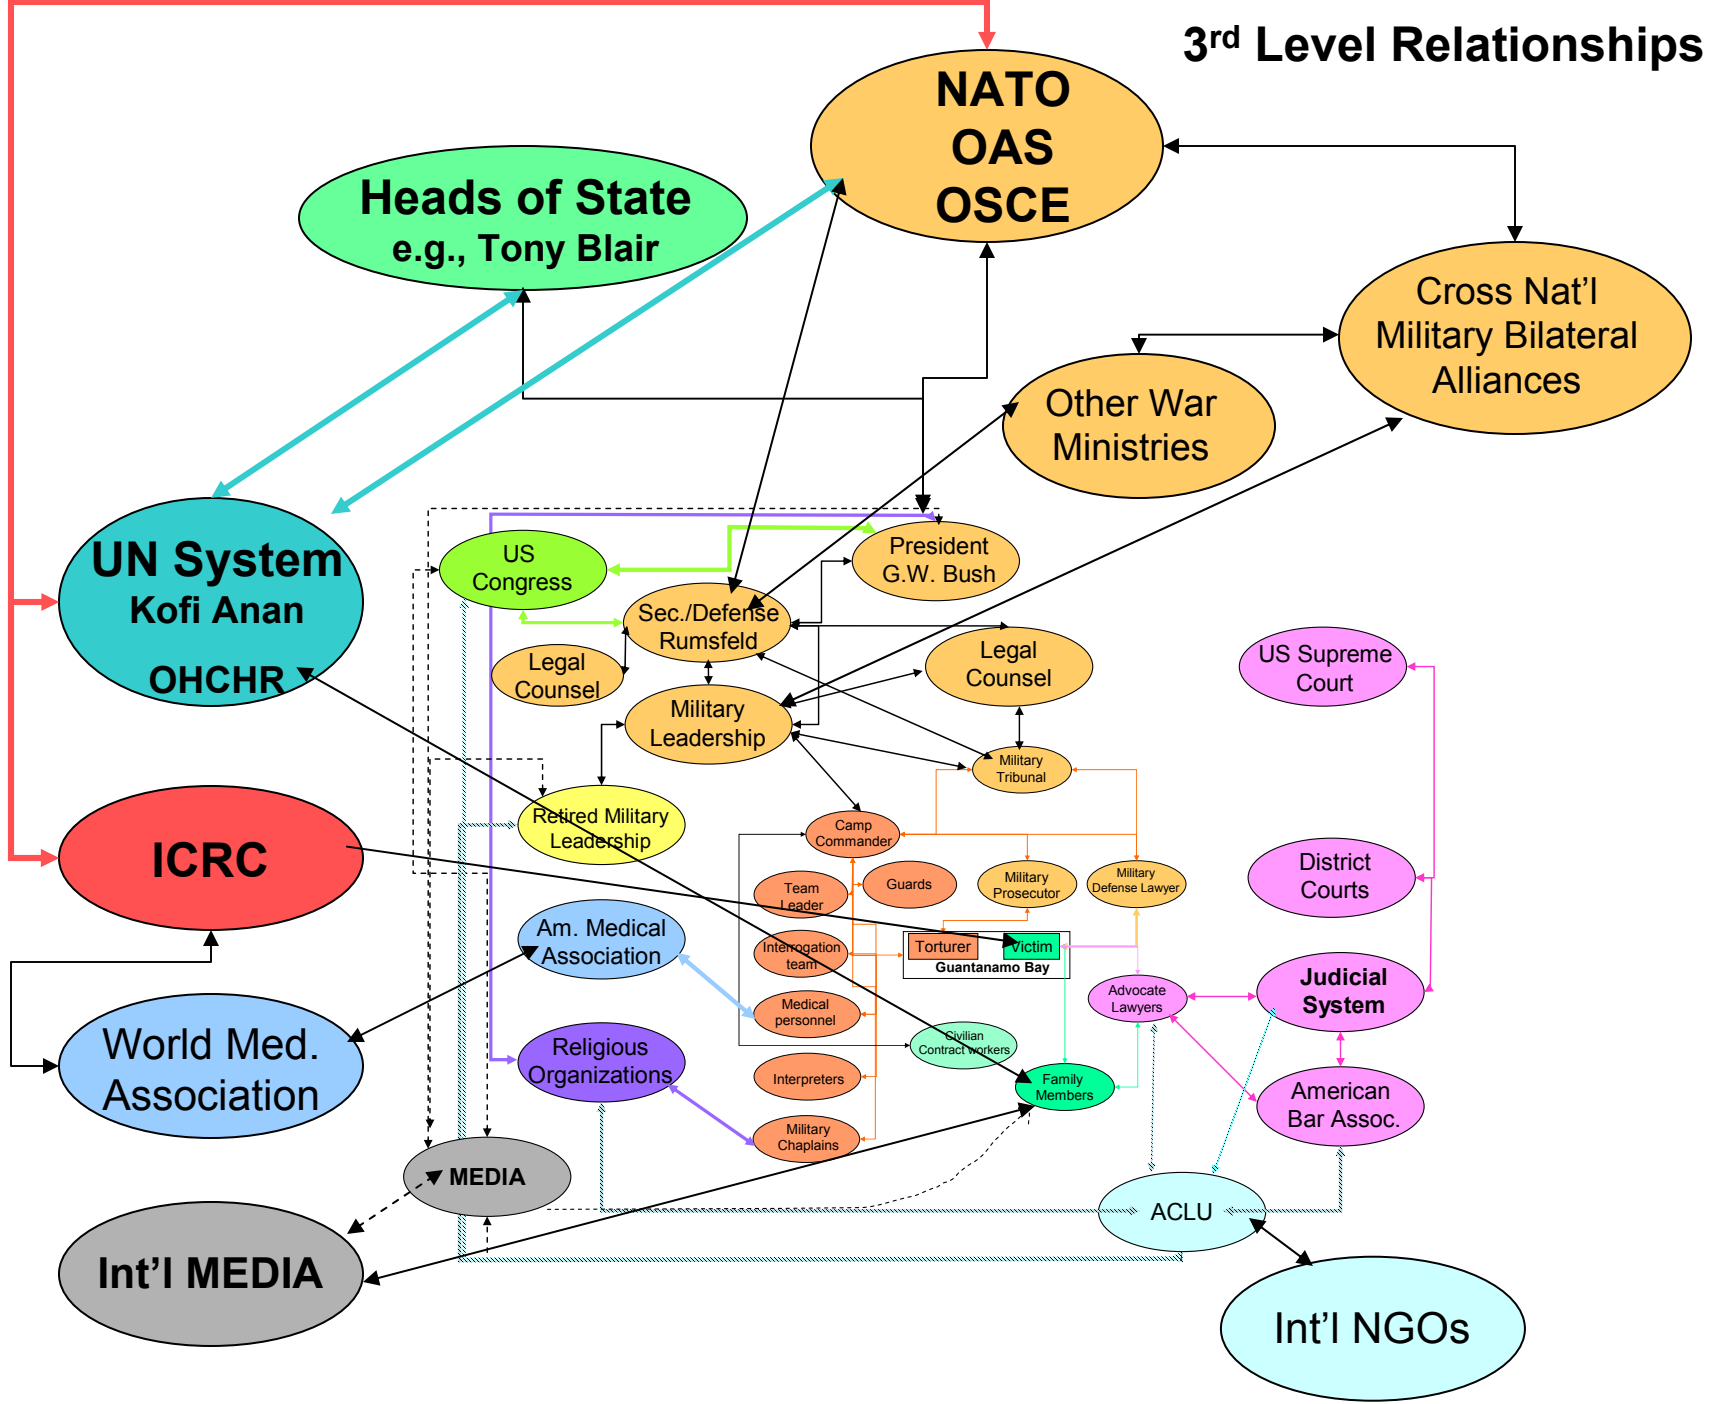 3rd Level Relationships
NATO
OAS
OSCE
Heads of State
e.g., Tony Blair
Cross Nat'l
Military Bilateral
Alliances
Other War
Ministries
UN System
Kofi Anan
OHCHR
US
Congress
President
G.W. Bush
Sec./Defense
Rumsfeld
Legal
Counsel
Legal
Counsel
US Supreme
Court
Military
Leadership
Military
Tribunal
Retired Military
Leadership
Camp
Commander
ICRC
Team
Leader
Guards
Military
Prosecutor
Military
Defense Lawyer
District
Courts
Am. Medical
Association
Interrogation
team
Torturer
Victim
Guantanamo Bay
Medical
personnel
Advocate
Lawyers
Judicial
System
World Med.
Association
Religious
Organizations
Civilian
Contract workers
Interpreters
Family
Members
American
Bar Assoc.
Military
Chaplains
MEDIA
ACLU
Int'l MEDIA
Int'l NGOs